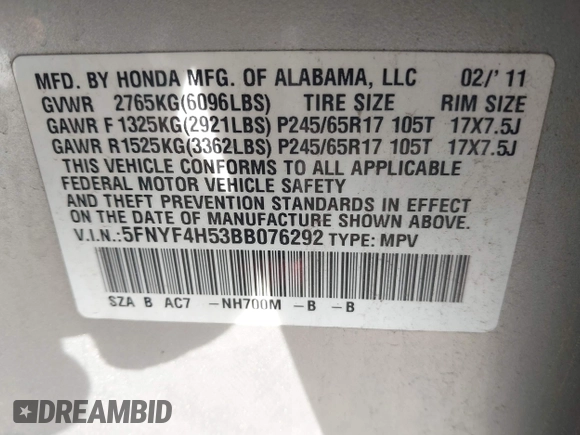 MFD. BY HONDA MFG. OF ALABAMA, LLC 02/'11
GVWR 2765KG(6096LBS) TIRE SIZE RIM SIZE
GAWR F 1325KG(2921LBS) P245/65R17 105T 17X7.5J
GAWR R 1525KG(3362LBS) P245/65R17 105T 17X7.5J
THIS VEHICLE CONFORMS TO ALL APPLICABLE
FEDERAL MOTOR VEHICLE SAFETY
AND THEFT PREVENTION STANDARDS IN EFFECT
ON THE DATE OF MANUFACTURE SHOWN ABOVE.
V.I.N.:5FNYF4H53BB076292 TYPE: MPV
SZA B AC7 -NH700M -B -B
DREAMBID